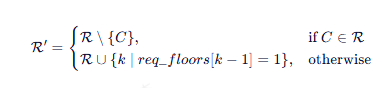 ℛ \ {C}, if C ∈ ℛ
ℛ′ =
ℛ ∪ {k | req_floors[k − 1] = 1}, otherwise